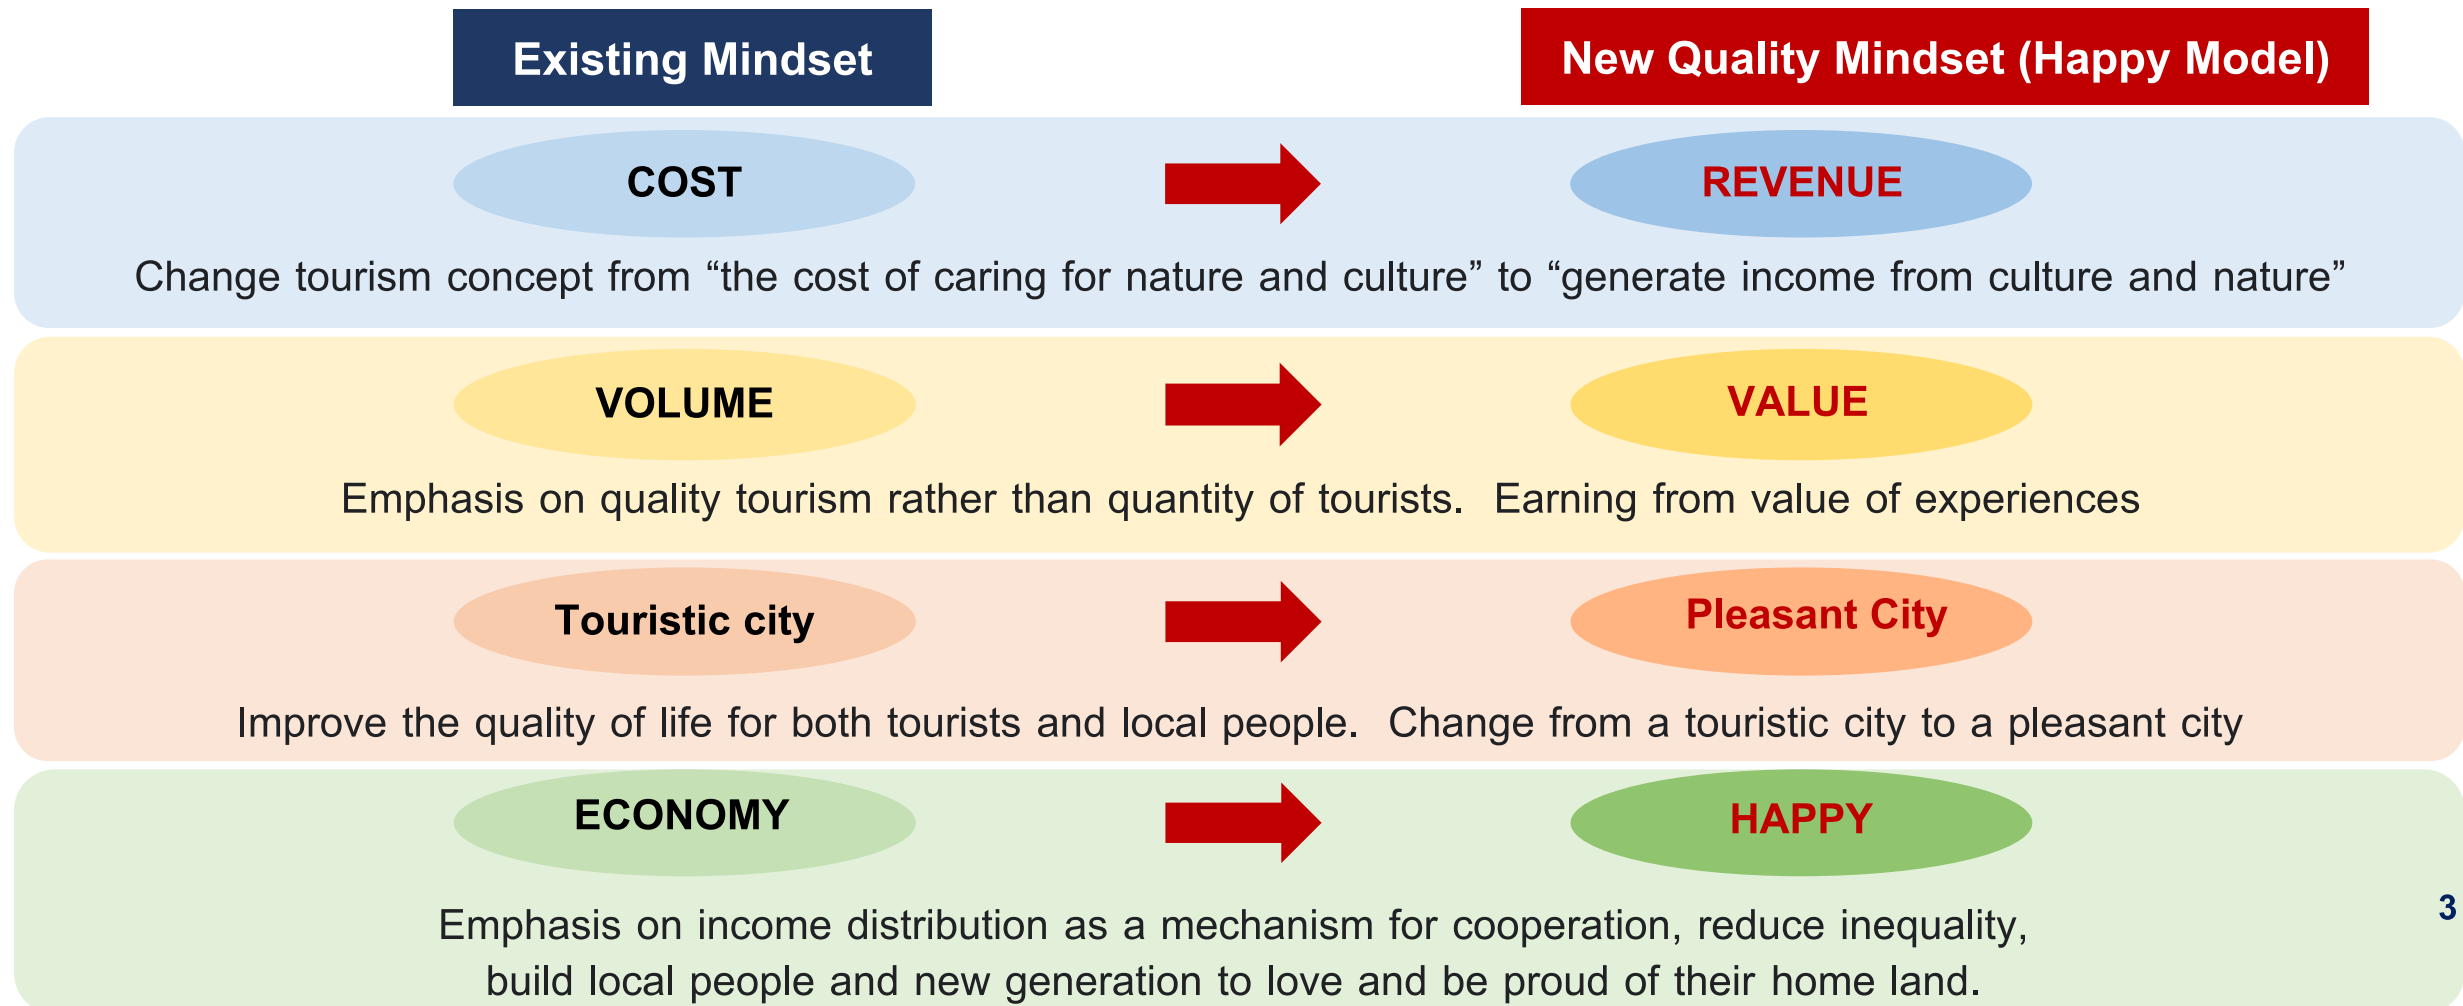 Existing Mindset
New Quality Mindset (Happy Model)
COST
REVENUE
Change tourism concept from “the cost of caring for nature and culture” to “generate income from culture and nature”
VOLUME
VALUE
Emphasis on quality tourism rather than quantity of tourists.  Earning from value of experiences
Touristic city
Pleasant City
Improve the quality of life for both tourists and local people.  Change from a touristic city to a pleasant city
ECONOMY
HAPPY
Emphasis on income distribution as a mechanism for cooperation, reduce inequality,
build local people and new generation to love and be proud of their home land.
3